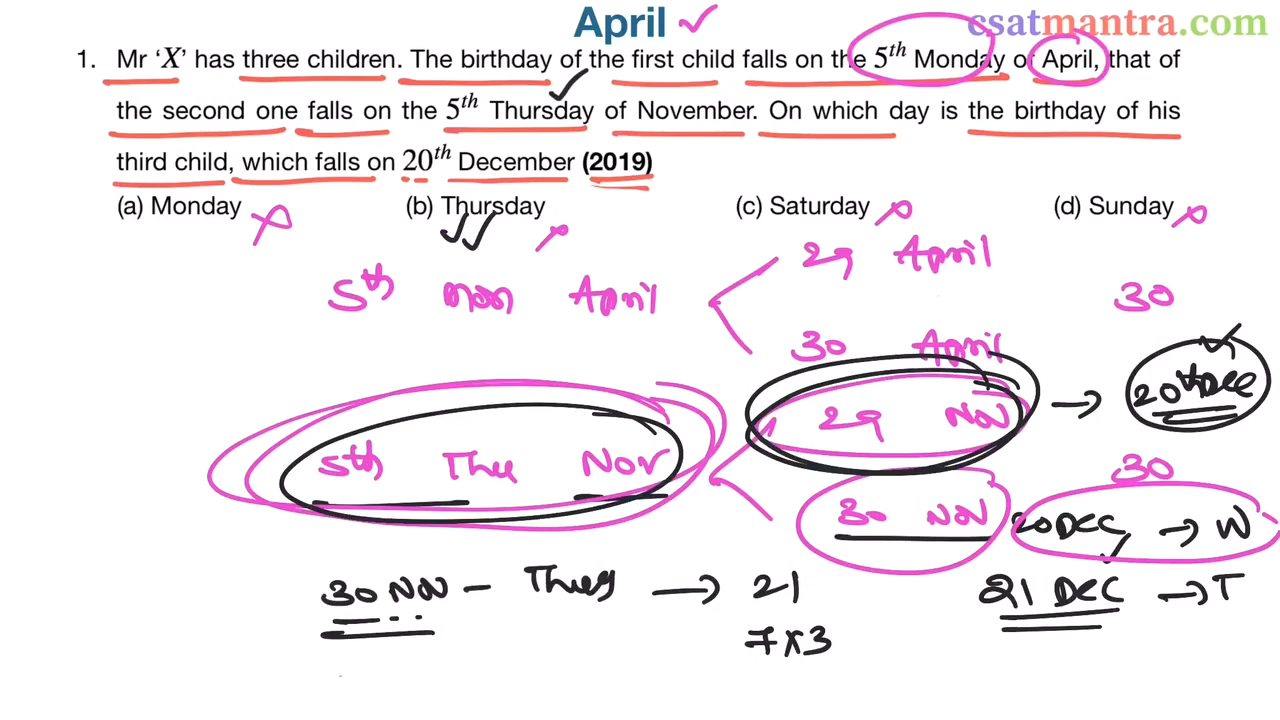 April ✓
csatmantra.com
1. Mr ‘X’ has three children. The birthday of the first child falls on the 5th Monday of April, that of
the second one falls on the 5th Thursday of November. On which day is the birthday of his
third child, which falls on 20th December (2019)
(a) Monday (b) Thursday (c) Saturday (d) Sunday
29 April
5th mon April 30
30 April
20th Dec
29 Nov
5th Thu Nov 30
30 Nov 20 DEC → W
30 Nov - Thurs → 21 21 DEC → T
7x3